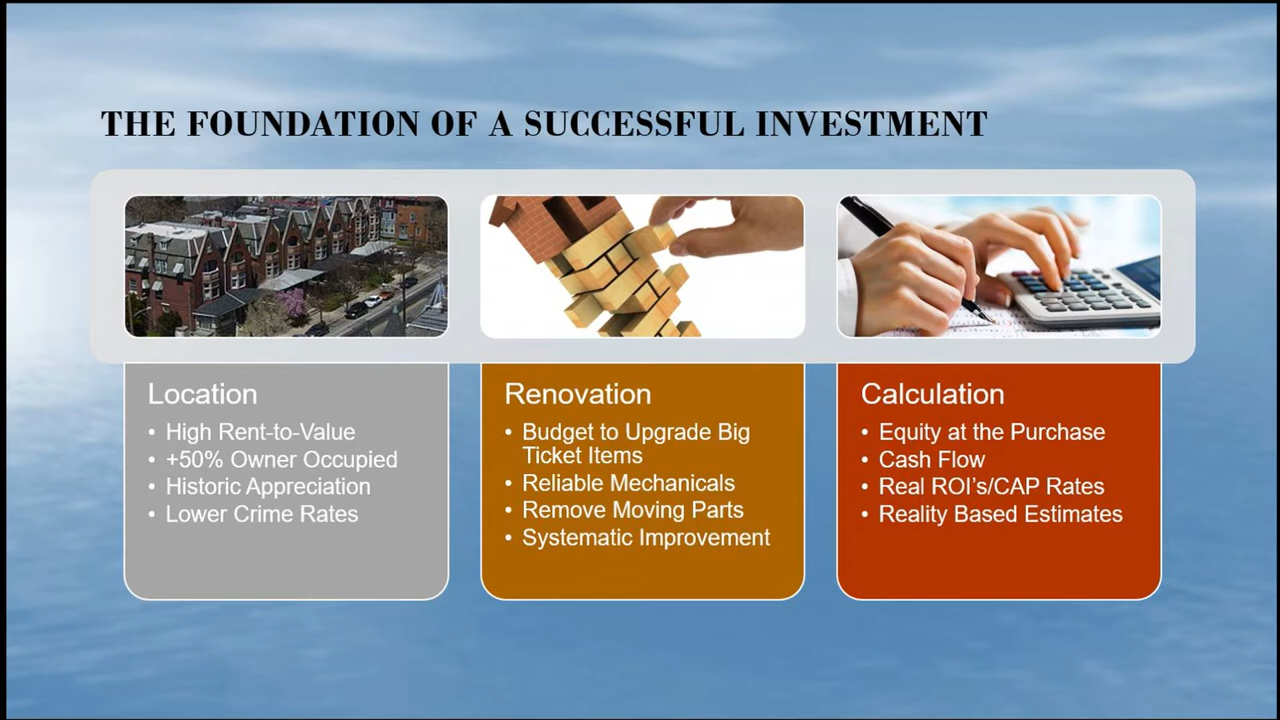 THE FOUNDATION OF A SUCCESSFUL INVESTMENT
Location
• High Rent-to-Value
• +50% Owner Occupied
• Historic Appreciation
• Lower Crime Rates
Renovation
• Budget to Upgrade Big
Ticket Items
• Reliable Mechanicals
• Remove Moving Parts
• Systematic Improvement
Calculation
• Equity at the Purchase
• Cash Flow
• Real ROI's/CAP Rates
• Reality Based Estimates